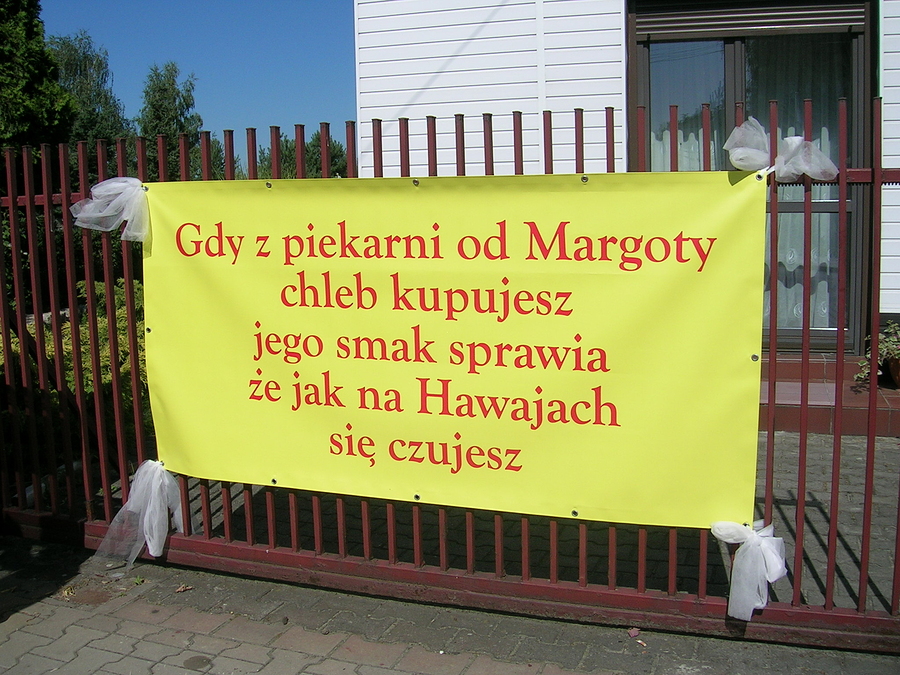 Gdy z piekarni od Margoty
chleb kupujesz
jego smak sprawia
że jak na Hawajach
się czujesz